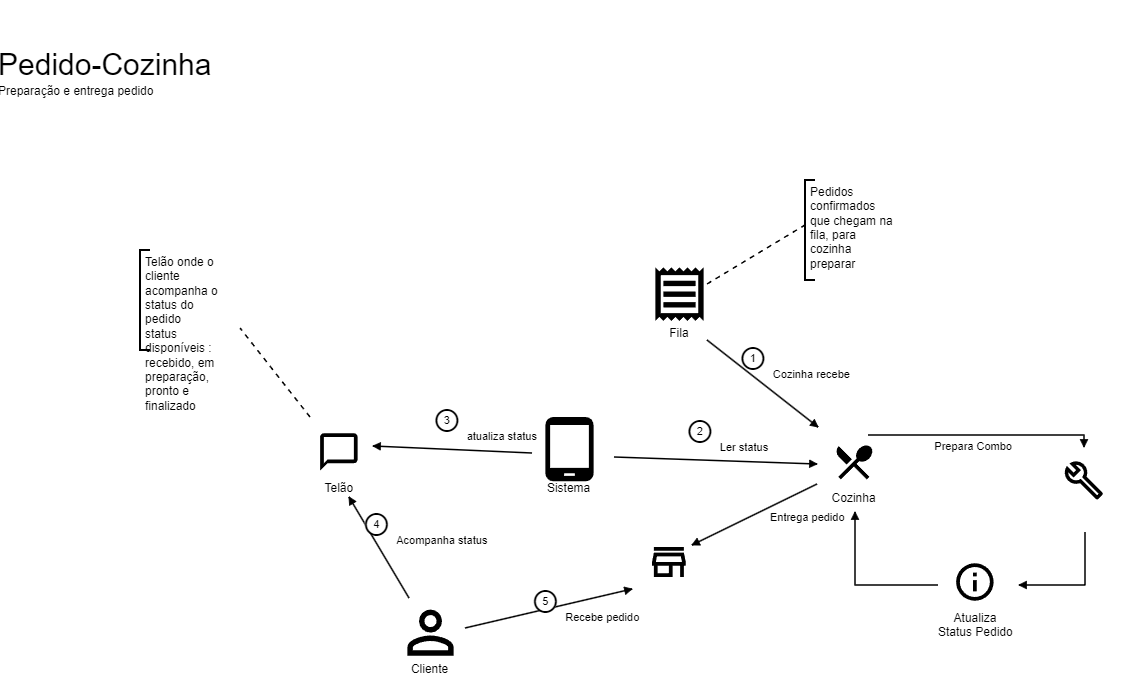 Pedido-Cozinha
Preparação e entrega pedido
Pedidos
confirmados
que chegam na
fila, para
cozinha
preparar
Telão onde o
cliente
acompanha o
status do
pedido
status
disponíveis :
recebido, em
preparação,
pronto e
finalizado
Fila
1
Cozinha recebe
3
atualiza status
2
Ler status
Prepara Combo
Telão
Sistema
Cozinha
Entrega pedido
4
Acompanha status
5
Recebe pedido
Atualiza
Status Pedido
Cliente